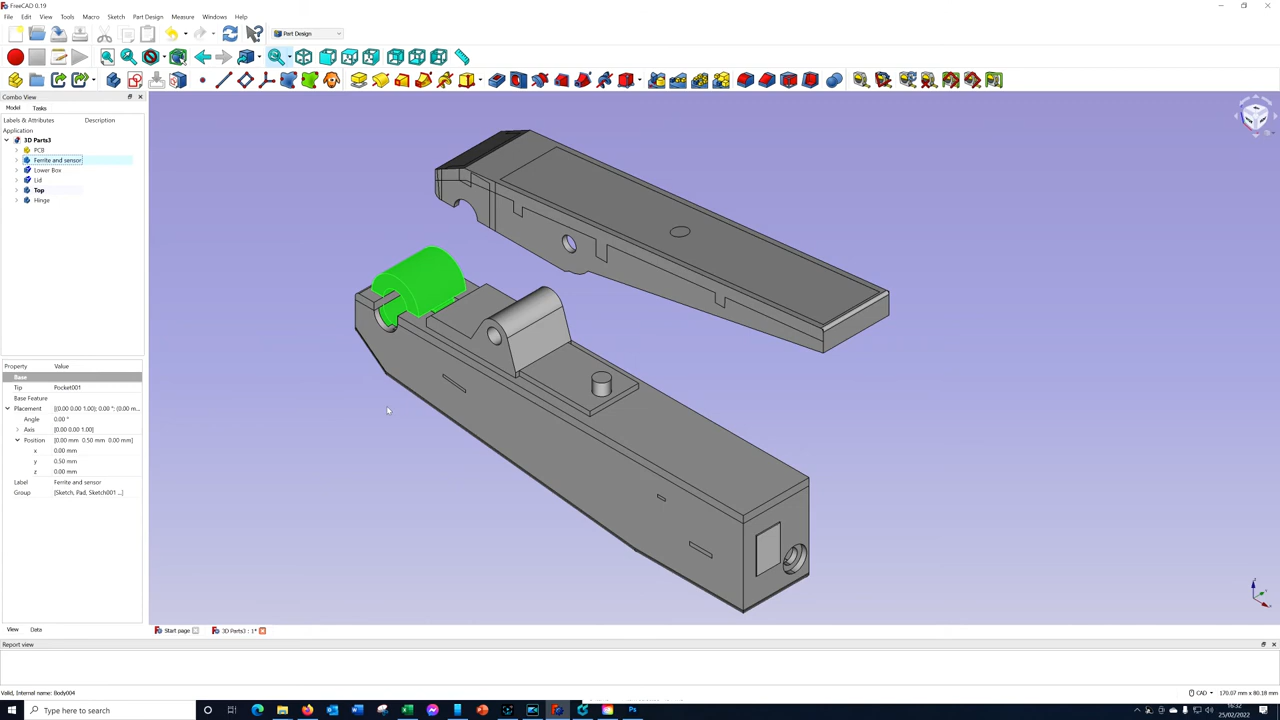 FreeCAD 0.19
File Edit View Tools Macro Sketch Part Design Measure Windows Help
Part Design
Combo View
Model Tasks
Labels & Attributes Description
Application
3D Parts3
PCB
Ferrite and sensor
Lower Box
Lid
Top
Hinge
Property Value
Base
Tip Pocket001
Base Feature
Placement [(0.00 0.00 1.00); 0.00 °; (0.00 m...
Angle 0.00 °
Axis [0.00 0.00 1.00]
Position [0.00 mm 0.50 mm 0.00 mm]
x 0.00 mm
y 0.50 mm
z 0.00 mm
Label Ferrite and sensor
Group [Sketch, Pad, Sketch001 ...]
View Data
Start page 3D Parts3 : 1*
Report view
Valid, Internal name: Body004
CAD 170.07 mm x 80.18 mm
Type here to search
16:32
25/02/2022